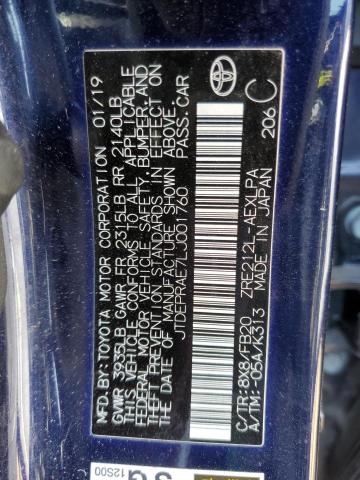 MFD.BY: TOYOTA MOTOR CORPORATION 01/19
GVWR 3935LB GAWR FR 2315LB RR 2140LB
THIS VEHICLE CONFORMS TO ALL APPLICABLE
FEDERAL MOTOR VEHICLE SAFETY, BUMPER, AND
THEFT PREVENTION STANDARDS IN EFFECT ON
THE DATE OF MANUFACTURE SHOWN ABOVE.
JTDEPRAE7LJ001760 PASS.CAR
C/TR:8X8/FB20 ZRE212L-AEXLPA
A/TM:-05A/K313 MADE IN JAPAN
206 C
12S00